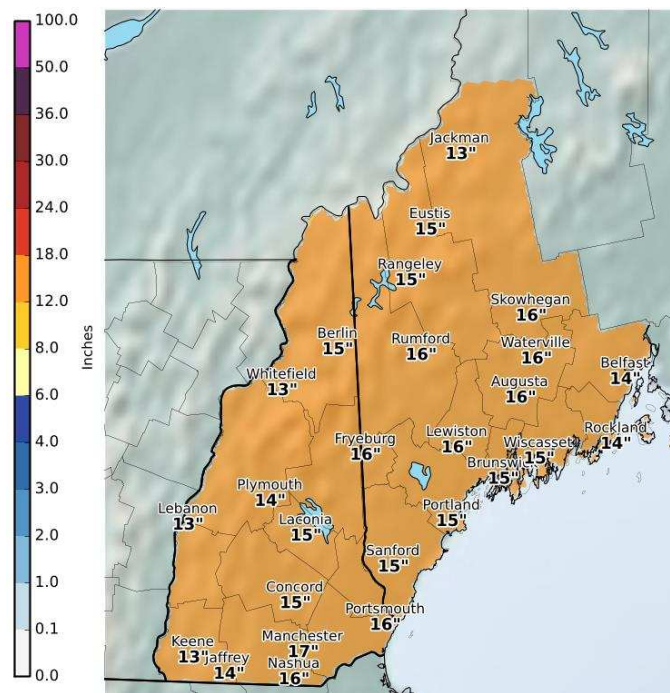 100.0
50.0
36.0
30.0
24.0
18.0
12.0
8.0
6.0
4.0
3.0
2.0
1.0
0.1
0.0
Inches
Jackman
13"
Eustis
15"
Rangeley
15"
Skowhegan
16"
Berlin
15"
Rumford
16"
Waterville
16"
Belfast
14"
Whitefield
13"
Augusta
16"
Fryeburg
16"
Lewiston
16"
Wiscasset
15"
Rockland
14"
Brunswick
15"
Plymouth
14"
Lebanon
13"
Laconia
15"
Portland
15"
Sanford
15"
Concord
15"
Portsmouth
16"
Keene
13"
Jaffrey
14"
Manchester
17"
Nashua
16"